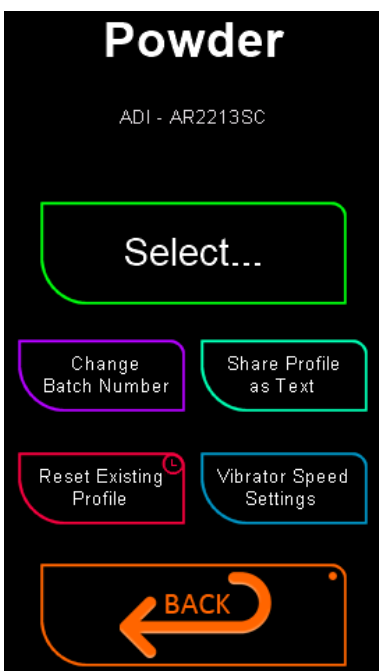 Powder
ADI - AR2213SC
Select...
Change
Batch Number
Share Profile
as Text
Reset Existing
Profile
Vibrator Speed
Settings
BACK